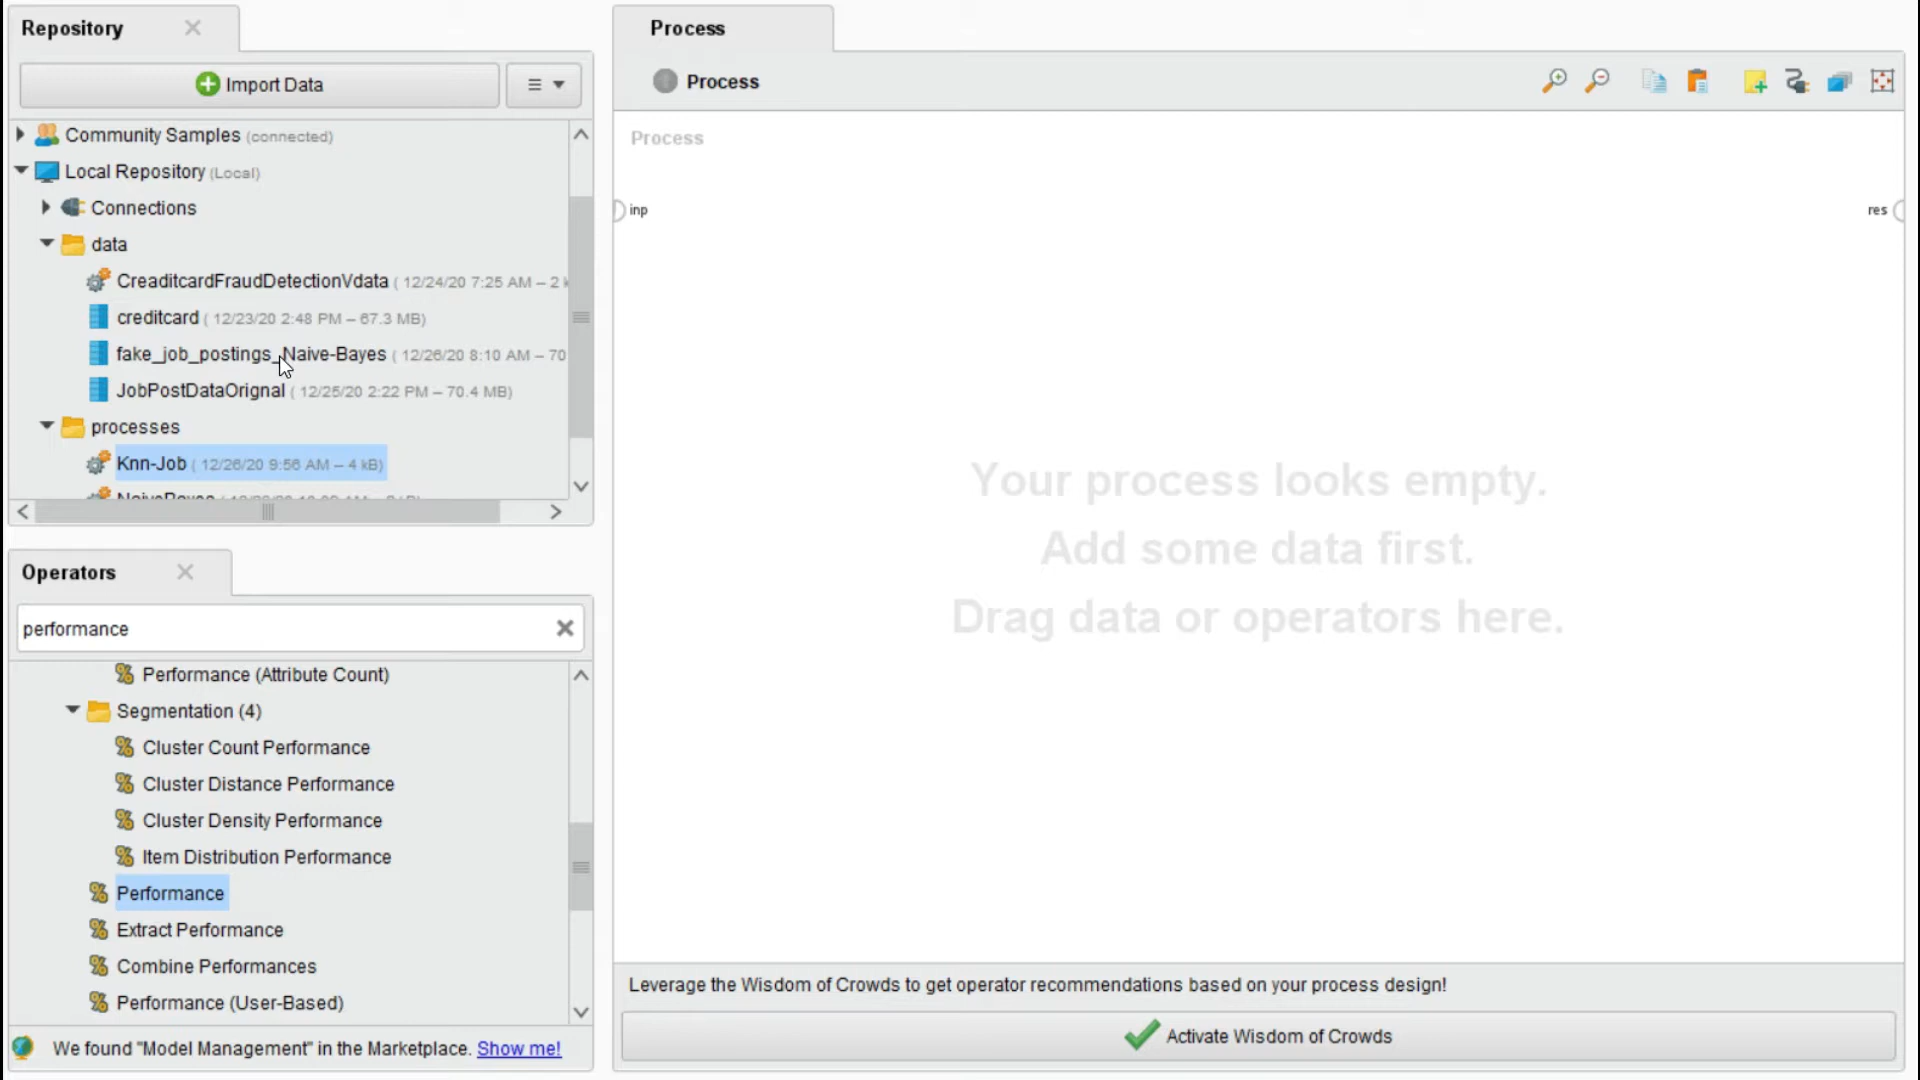 Repository
Import Data
Community Samples (connected)
Local Repository (Local)
Connections
data
CreaditcardFraudDetectionVdata ( 12/24/20 7:25 AM – 2 k
creditcard ( 12/23/20 2:48 PM – 67.3 MB)
fake_job_postings_Naive-Bayes ( 12/26/20 8:10 AM – 70
JobPostDataOrignal ( 12/25/20 2:22 PM – 70.4 MB)
processes
Knn-Job ( 12/26/20 9:56 AM – 4 kB)
NaiveBayes
Operators
performance
Performance (Attribute Count)
Segmentation (4)
Cluster Count Performance
Cluster Distance Performance
Cluster Density Performance
Item Distribution Performance
Performance
Extract Performance
Combine Performances
Performance (User-Based)
We found "Model Management" in the Marketplace. Show me!
Process
Process
Process
inp
res
Your process looks empty.
Add some data first.
Drag data or operators here.
Leverage the Wisdom of Crowds to get operator recommendations based on your process design!
Activate Wisdom of Crowds